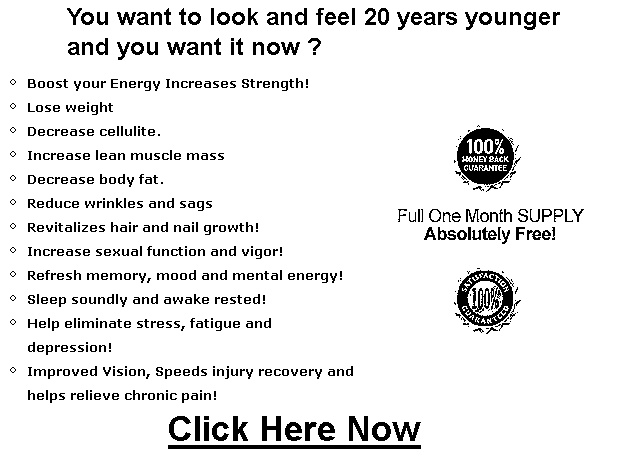 You want to look and feel 20 years younger
and you want it now ?
Boost your Energy Increases Strength!
Lose weight
Decrease cellulite.
Increase lean muscle mass
Decrease body fat.
Reduce wrinkles and sags
Revitalizes hair and nail growth!
Increase sexual function and vigor!
Refresh memory, mood and mental energy!
Sleep soundly and awake rested!
Help eliminate stress, fatigue and
depression!
Improved Vision, Speeds injury recovery and
helps relieve chronic pain!
100%
MONEY BACK
GUARANTEE
Full One Month SUPPLY
Absolutely Free!
SATISFACTION
100%
GUARANTEED
Click Here Now